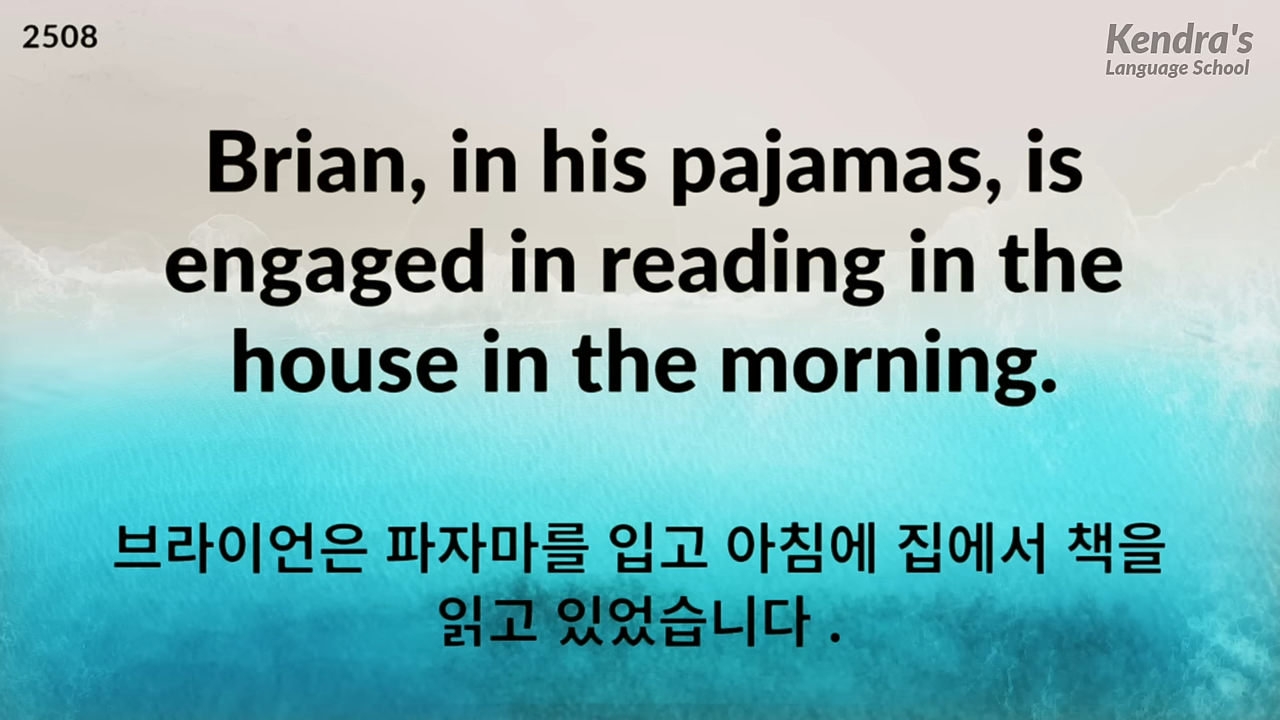 2508
Kendra's
Language School
Brian, in his pajamas, is
engaged in reading in the
house in the morning.
브라이언은 파자마를 입고 아침에 집에서 책을
읽고 있었습니다 .